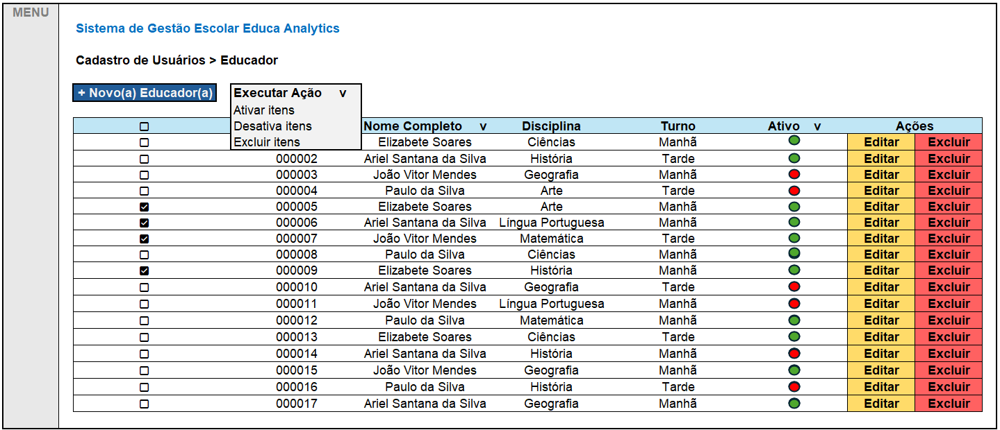 MENU
Sistema de Gestão Escolar Educa Analytics
Cadastro de Usuários > Educador
+ Novo(a) Educador(a) Executar Ação v
Ativar itens
Desativa itens Nome Completo v Disciplina Turno Ativo v Ações
Excluir itens Elizabete Soares Ciências Manhã Editar Excluir
000002 Ariel Santana da Silva História Tarde Editar Excluir
000003 João Vitor Mendes Geografia Manhã Editar Excluir
000004 Paulo da Silva Arte Tarde Editar Excluir
000005 Elizabete Soares Arte Manhã Editar Excluir
000006 Ariel Santana da Silva Língua Portuguesa Manhã Editar Excluir
000007 João Vitor Mendes Matemática Tarde Editar Excluir
000008 Paulo da Silva Ciências Manhã Editar Excluir
000009 Elizabete Soares História Manhã Editar Excluir
000010 Ariel Santana da Silva Geografia Tarde Editar Excluir
000011 João Vitor Mendes Língua Portuguesa Manhã Editar Excluir
000012 Paulo da Silva Matemática Manhã Editar Excluir
000013 Elizabete Soares Ciências Tarde Editar Excluir
000014 Ariel Santana da Silva História Manhã Editar Excluir
000015 João Vitor Mendes Geografia Manhã Editar Excluir
000016 Paulo da Silva História Tarde Editar Excluir
000017 Ariel Santana da Silva Geografia Manhã Editar Excluir